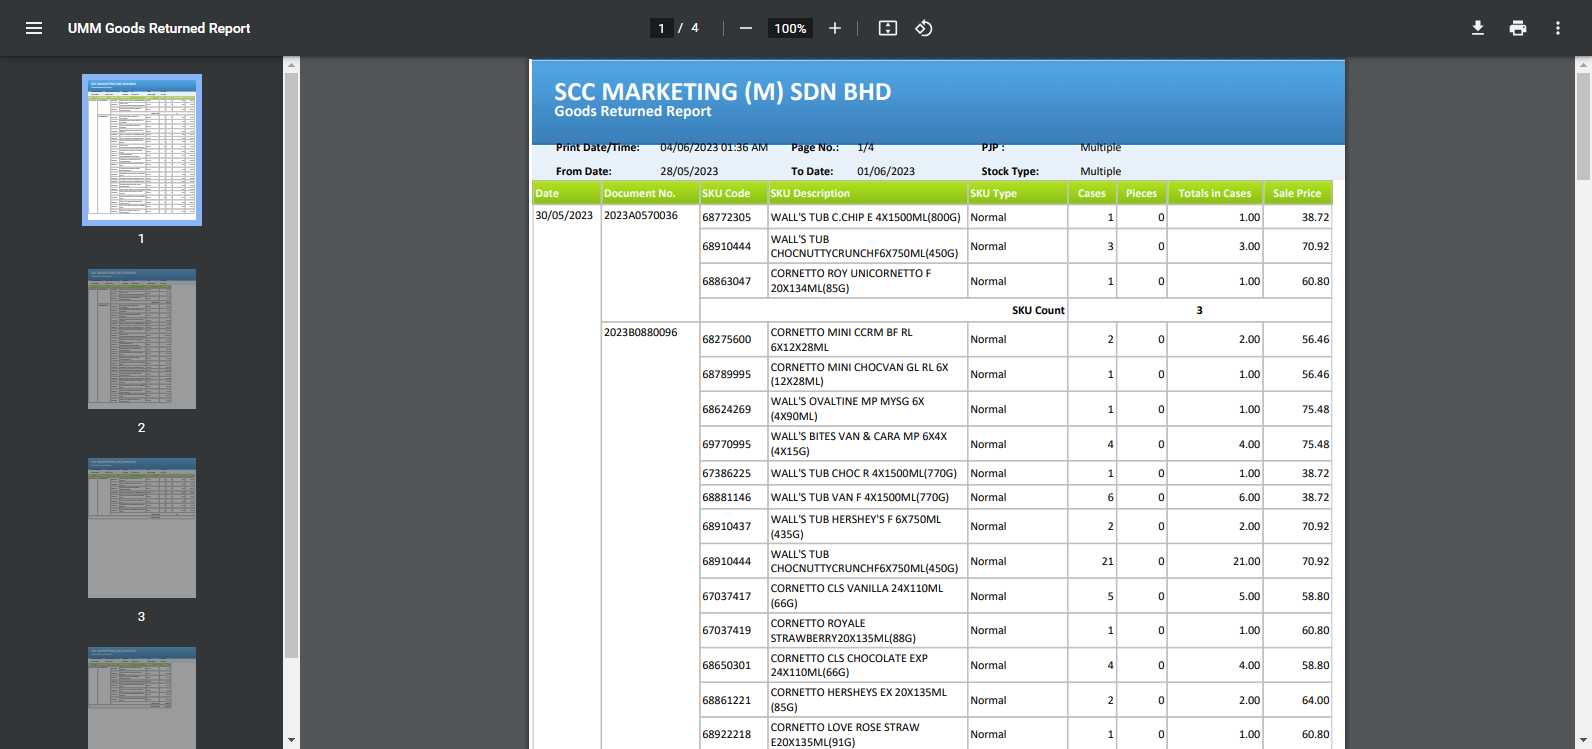 UMM Goods Returned Report
1 / 4
100%
1
2
3
SCC MARKETING (M) SDN BHD
Goods Returned Report
Print Date/Time: 04/06/2023 01:36 AM Page No.: 1/4 PJP : Multiple
From Date: 28/05/2023 To Date: 01/06/2023 Stock Type: Multiple
Date Document No. SKU Code SKU Description SKU Type Cases Pieces Totals in Cases Sale Price
30/05/2023 2023A0570036 68772305 WALL'S TUB C.CHIP E 4X1500ML(800G) Normal 1 0 1.00 38.72
68910444 WALL'S TUB
CHOCNUTTYCRUNCHF6X750ML(450G) Normal 3 0 3.00 70.92
68863047 CORNETTO ROY UNICORNETTO F
20X134ML(85G) Normal 1 0 1.00 60.80
SKU Count 3
2023B0880096 68275600 CORNETTO MINI CCRM BF RL
6X12X28ML Normal 2 0 2.00 56.46
68789995 CORNETTO MINI CHOCVAN GL RL 6X
(12X28ML) Normal 1 0 1.00 56.46
68624269 WALL'S OVALTINE MP MYSG 6X
(4X90ML) Normal 1 0 1.00 75.48
69770995 WALL'S BITES VAN & CARA MP 6X4X
(4X15G) Normal 4 0 4.00 75.48
67386225 WALL'S TUB CHOC R 4X1500ML(770G) Normal 1 0 1.00 38.72
68881146 WALL'S TUB VAN F 4X1500ML(770G) Normal 6 0 6.00 38.72
68910437 WALL'S TUB HERSHEY'S F 6X750ML
(435G) Normal 2 0 2.00 70.92
68910444 WALL'S TUB
CHOCNUTTYCRUNCHF6X750ML(450G) Normal 21 0 21.00 70.92
67037417 CORNETTO CLS VANILLA 24X110ML
(66G) Normal 5 0 5.00 58.80
67037419 CORNETTO ROYALE
STRAWBERRY20X135ML(88G) Normal 1 0 1.00 60.80
68650301 CORNETTO CLS CHOCOLATE EXP
24X110ML(66G) Normal 4 0 4.00 58.80
68861221 CORNETTO HERSHEYS EX 20X135ML
(85G) Normal 2 0 2.00 64.00
68922218 CORNETTO LOVE ROSE STRAW
E20X135ML(91G) Normal 1 0 1.00 60.80